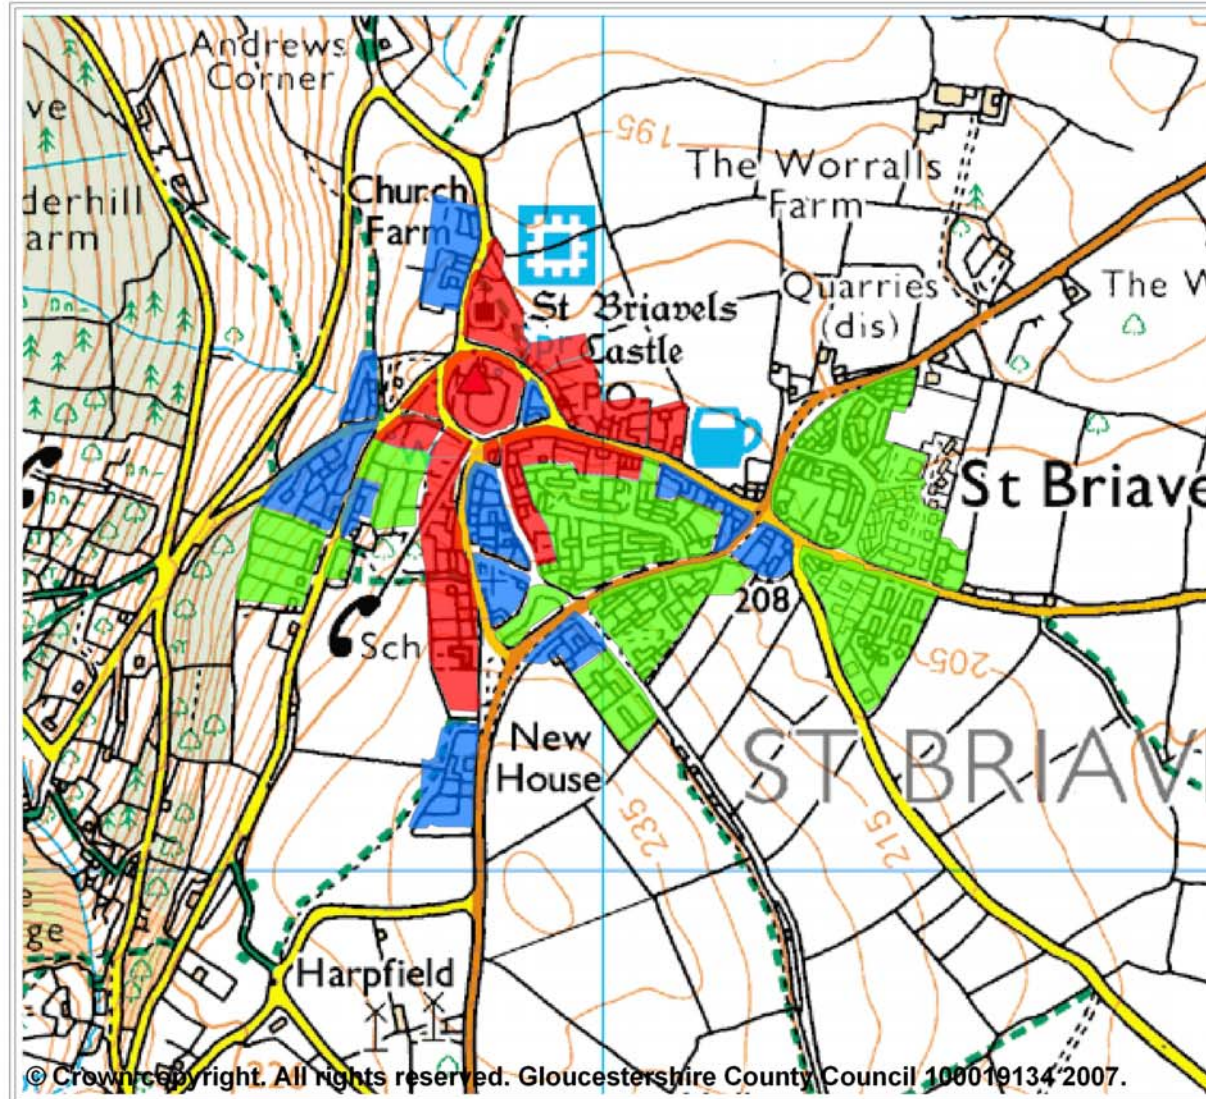 Andrews
Corner
ve
195
The Worralls
Farm
derhill
arm
Church
Farm
Quarries
(dis)
The W
St Briavels
Castle
PO
St Briave
208
Sch
205
New
House
ST BRIAV
235
215
ge
Harpfield
© Crown copyright. All rights reserved. Gloucestershire County Council 100019134 2007.